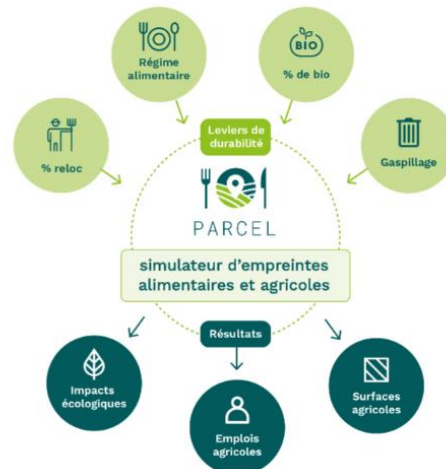 Régime
alimentaire
BIO
% de bio
% reloc
Leviers de
durabilité
Gaspillage
PARCEL
simulateur d'empreintes
alimentaires et agricoles
Résultats
Impacts
écologiques
Emplois
agricoles
Surfaces
agricoles